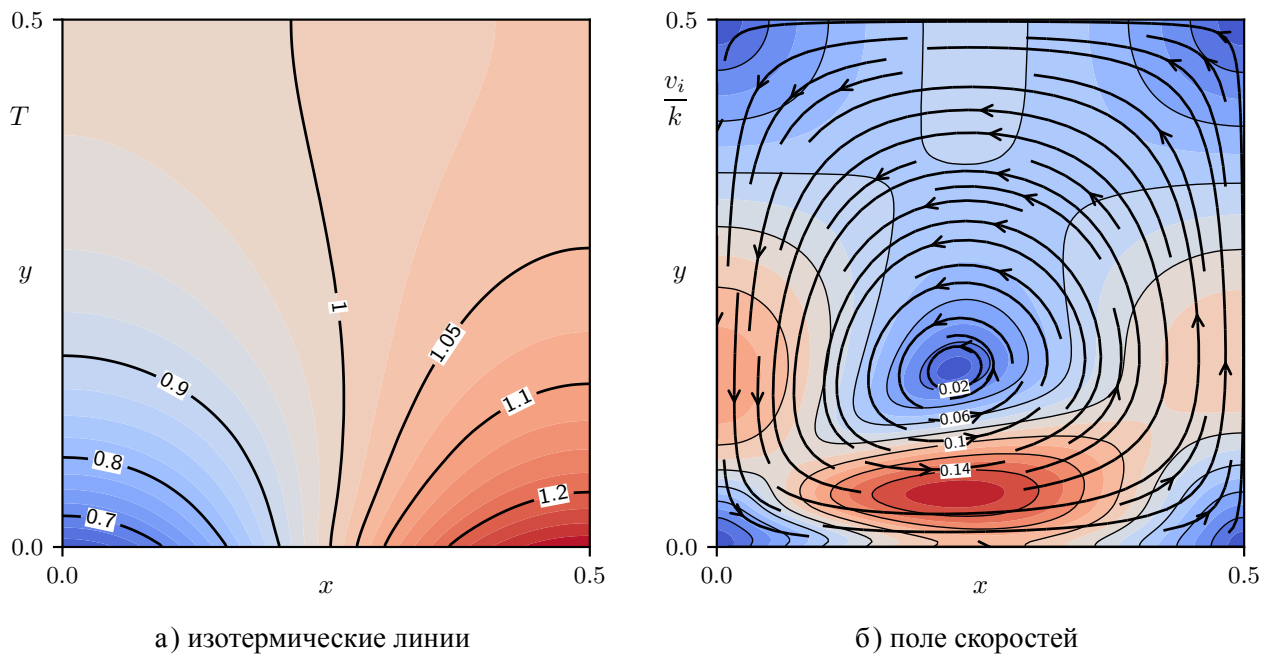 0.5
T
y
0.0
0.0
x
0.5
1
1.05
0.9
1.1
0.8
1.2
0.7
а) изотермические линии
0.5
v_i
k
y
0.0
0.0
x
0.5
0.02
0.06
0.1
0.14
б) поле скоростей